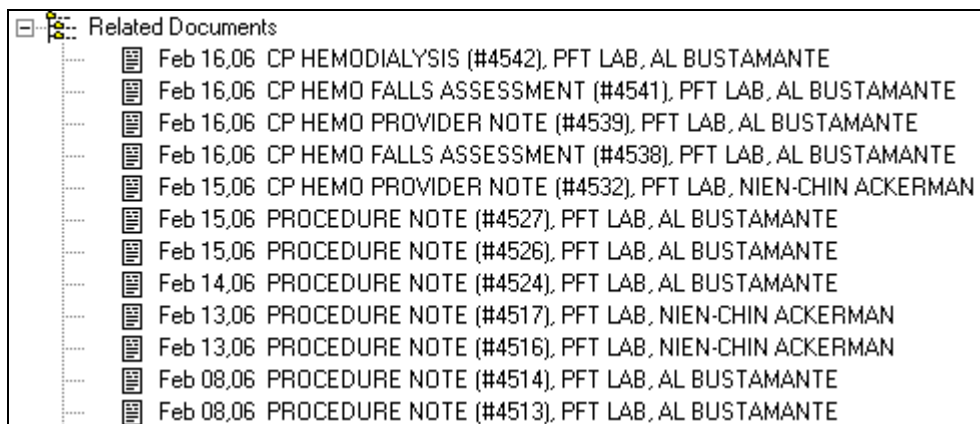 Related Documents
Feb 16,06 CP HEMODIALYSIS (#4542), PFT LAB, AL BUSTAMANTE
Feb 16,06 CP HEMO FALLS ASSESSMENT (#4541), PFT LAB, AL BUSTAMANTE
Feb 16,06 CP HEMO PROVIDER NOTE (#4539), PFT LAB, AL BUSTAMANTE
Feb 16,06 CP HEMO FALLS ASSESSMENT (#4538), PFT LAB, AL BUSTAMANTE
Feb 15,06 CP HEMO PROVIDER NOTE (#4532), PFT LAB, NIEN-CHIN ACKERMAN
Feb 15,06 PROCEDURE NOTE (#4527), PFT LAB, AL BUSTAMANTE
Feb 15,06 PROCEDURE NOTE (#4526), PFT LAB, AL BUSTAMANTE
Feb 14,06 PROCEDURE NOTE (#4524), PFT LAB, AL BUSTAMANTE
Feb 13,06 PROCEDURE NOTE (#4517), PFT LAB, NIEN-CHIN ACKERMAN
Feb 13,06 PROCEDURE NOTE (#4516), PFT LAB, NIEN-CHIN ACKERMAN
Feb 08,06 PROCEDURE NOTE (#4514), PFT LAB, AL BUSTAMANTE
Feb 08,06 PROCEDURE NOTE (#4513), PFT LAB, AL BUSTAMANTE